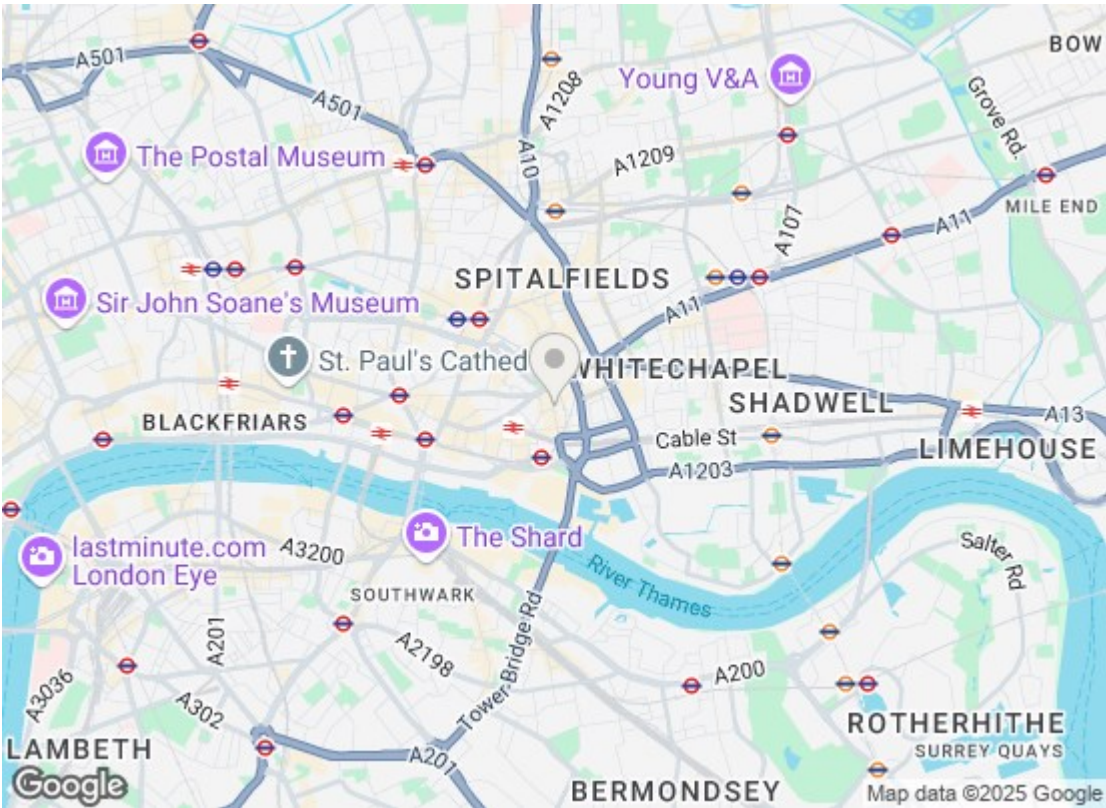 A501
BOW
Young V&A
A1208
A501
Grove Rd.
The Postal Museum
A10
A1209
MILE END
A107
A11
SPITALFIELDS
Sir John Soane's Museum
A11
St. Paul's Cathed
WHITECHAPEL
SHADWELL
BLACKFRIARS
A13
Cable St
LIMEHOUSE
A1203
The Shard
lastminute.com
London Eye
A3200
Salter Rd
River Thames
SOUTHWARK
Tower Bridge Rd
A201
A2198
A200
A3036
A302
ROTHERHITHE
LAMBETH
SURREY QUAYS
A201
Google
BERMONDSEY
Map data ©2025 Google